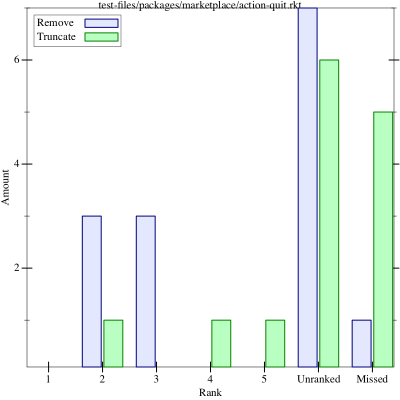 test-files/packages/marketplace/action-quit.rkt
Remove
Truncate
6
4
2
Amount
1 2 3 4 5 Unranked Missed
Rank